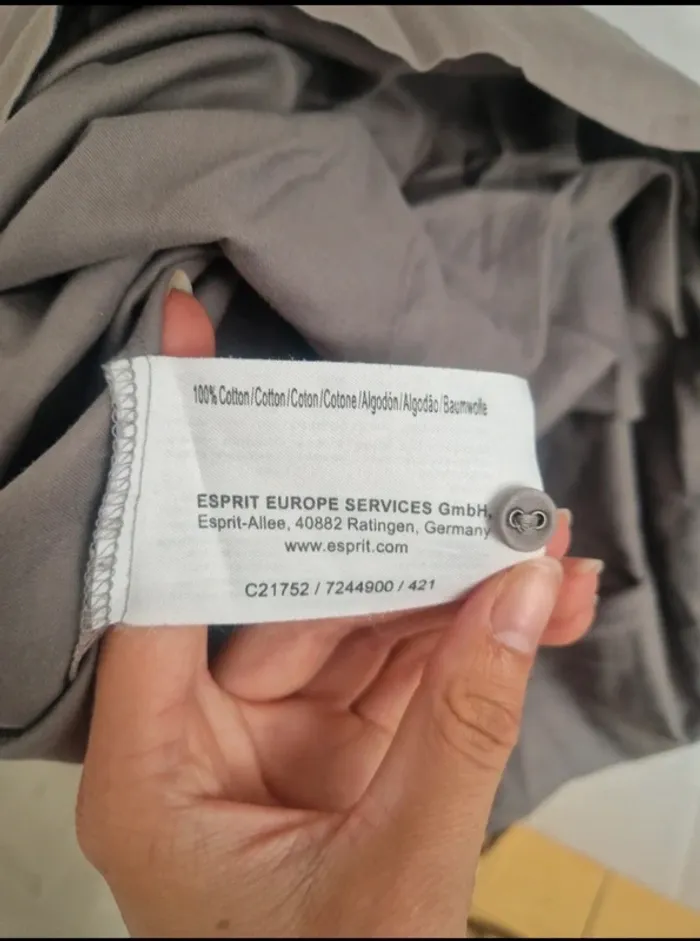 100% Cotton/Cotton/Coton/Cotone/Algodón/Algodão/Baumwolle
ESPRIT EUROPE SERVICES GmbH,
Esprit-Allee, 40882 Ratingen, Germany
www.esprit.com
C21752 / 7244900 / 421